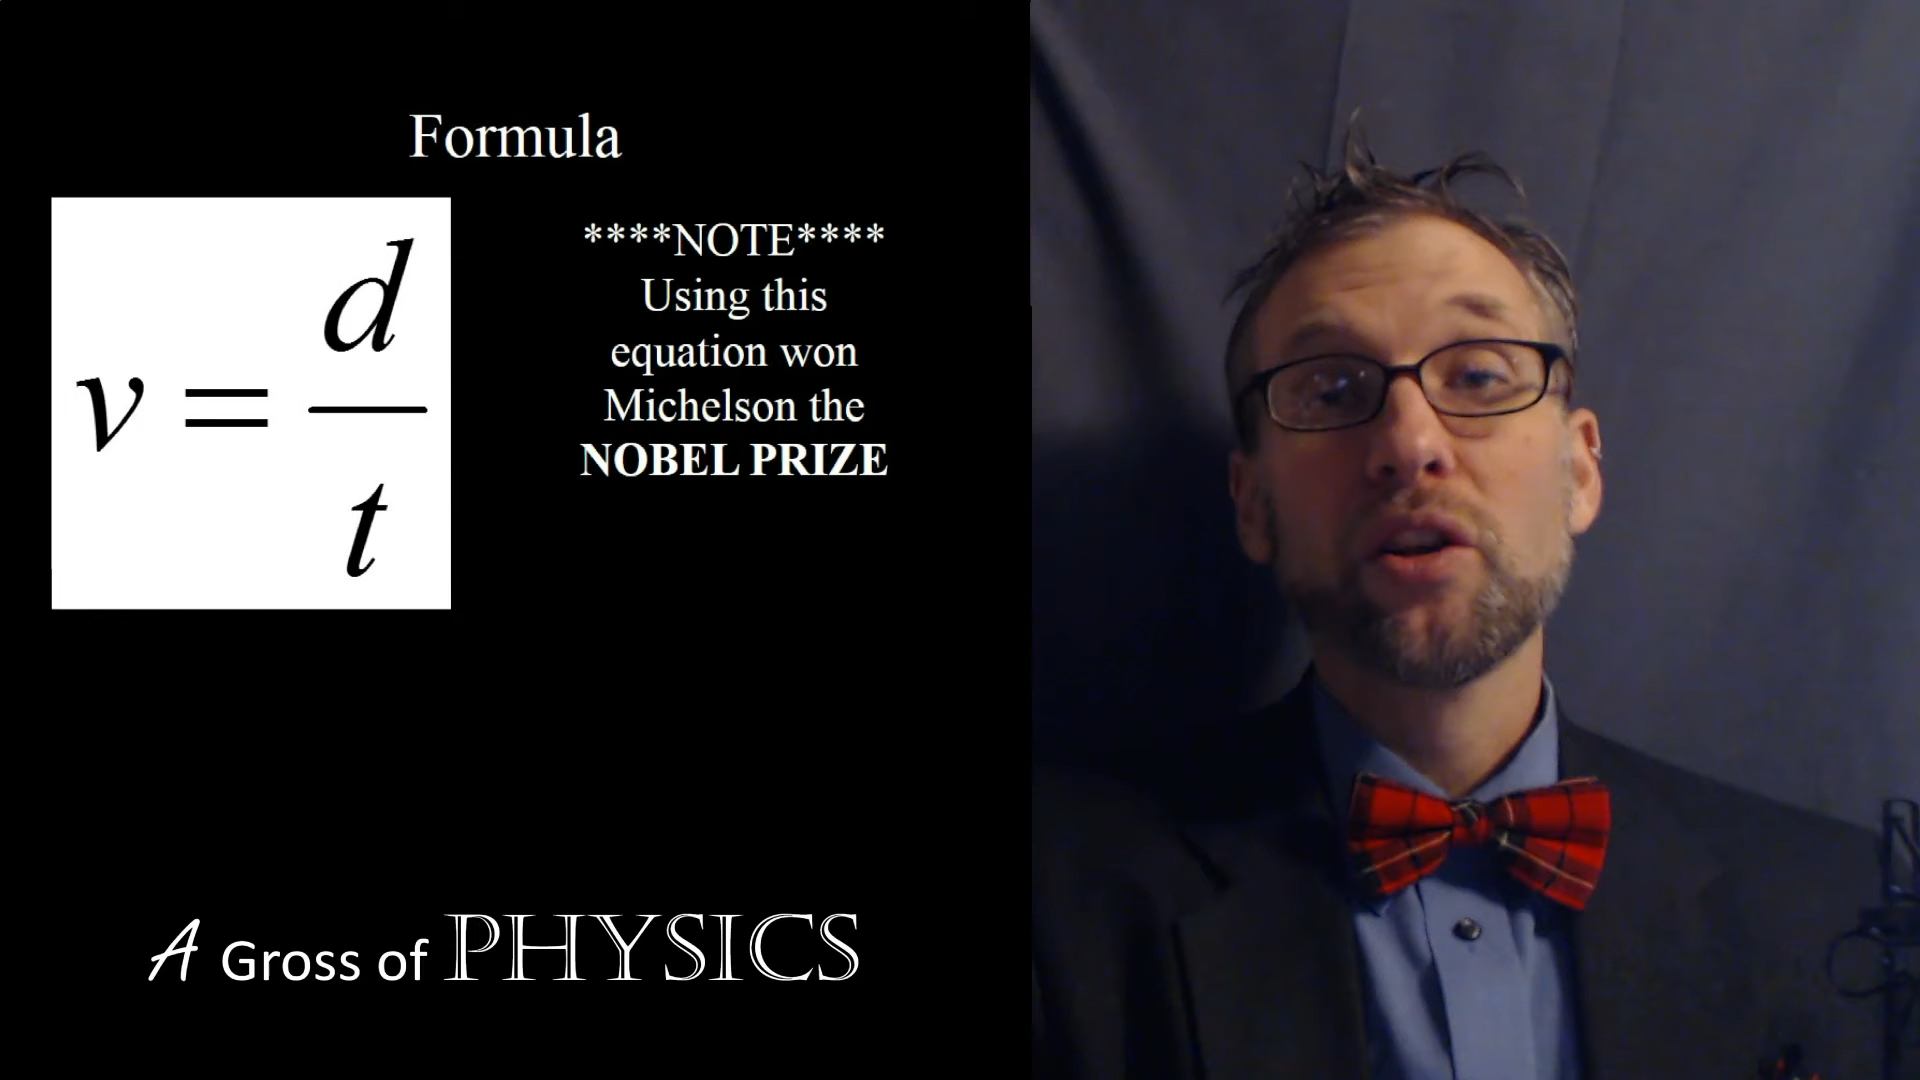 Formula
v = d/t
****NOTE****
Using this
equation won
Michelson the
NOBEL PRIZE
A Gross of PHYSICS